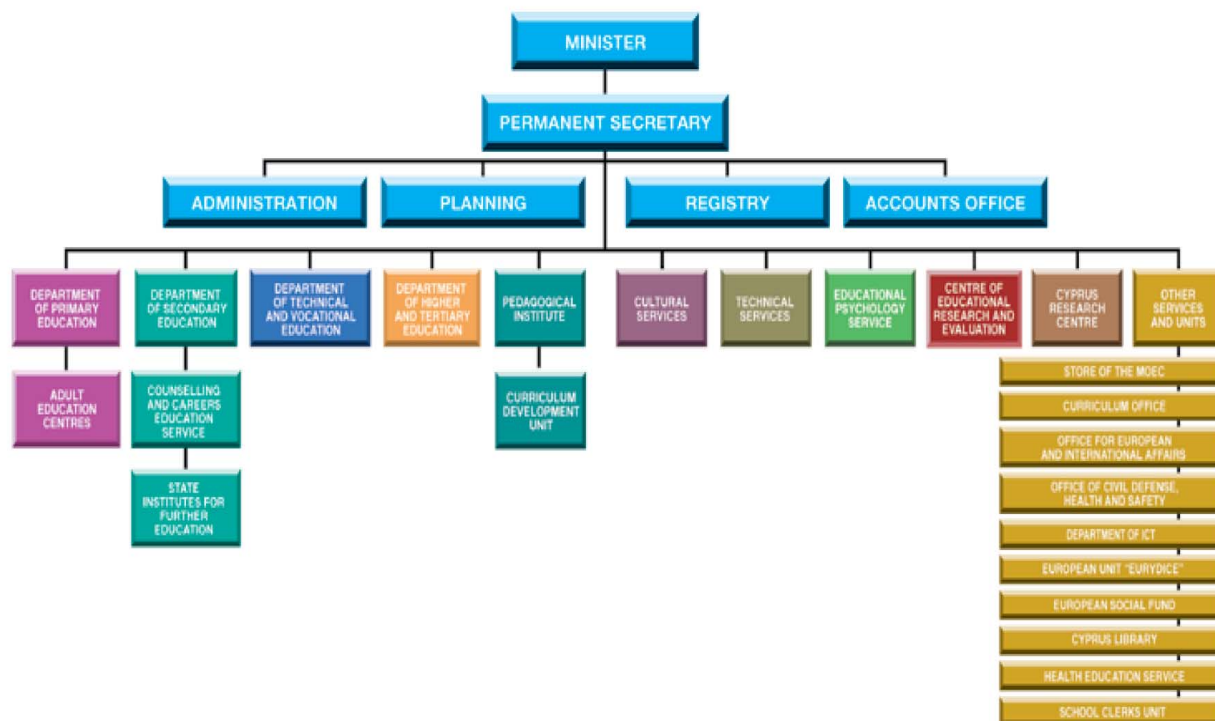 MINISTER
PERMANENT SECRETARY
ADMINISTRATION
PLANNING
REGISTRY
ACCOUNTS OFFICE
DEPARTMENT
OF PRIMARY
EDUCATION
DEPARTMENT
OF SECONDARY
EDUCATION
DEPARTMENT
OF TECHNICAL
AND VOCATIONAL
EDUCATION
DEPARTMENT
OF HIGHER
AND TERTIARY
EDUCATION
PEDAGOGICAL
INSTITUTE
CULTURAL
SERVICES
TECHNICAL
SERVICES
EDUCATIONAL
PSYCHOLOGY
SERVICE
CENTRE OF
EDUCATIONAL
RESEARCH AND
EVALUATION
CYPRUS
RESEARCH
CENTRE
OTHER
SERVICES
AND UNITS
ADULT
EDUCATION
CENTRES
COUNSELLING
AND CAREERS
EDUCATION
SERVICE
CURRICULUM
DEVELOPMENT
UNIT
STATE
INSTITUTES FOR
FURTHER
EDUCATION
STORE OF THE MOEC
CURRICULUM OFFICE
OFFICE FOR EUROPEAN
AND INTERNATIONAL AFFAIRS
OFFICE OF CIVIL DEFENSE,
HEALTH AND SAFETY
DEPARTMENT OF ICT
EUROPEAN UNIT "EURYDICE"
EUROPEAN SOCIAL FUND
CYPRUS LIBRARY
HEALTH EDUCATION SERVICE
SCHOOL CLERKS UNIT